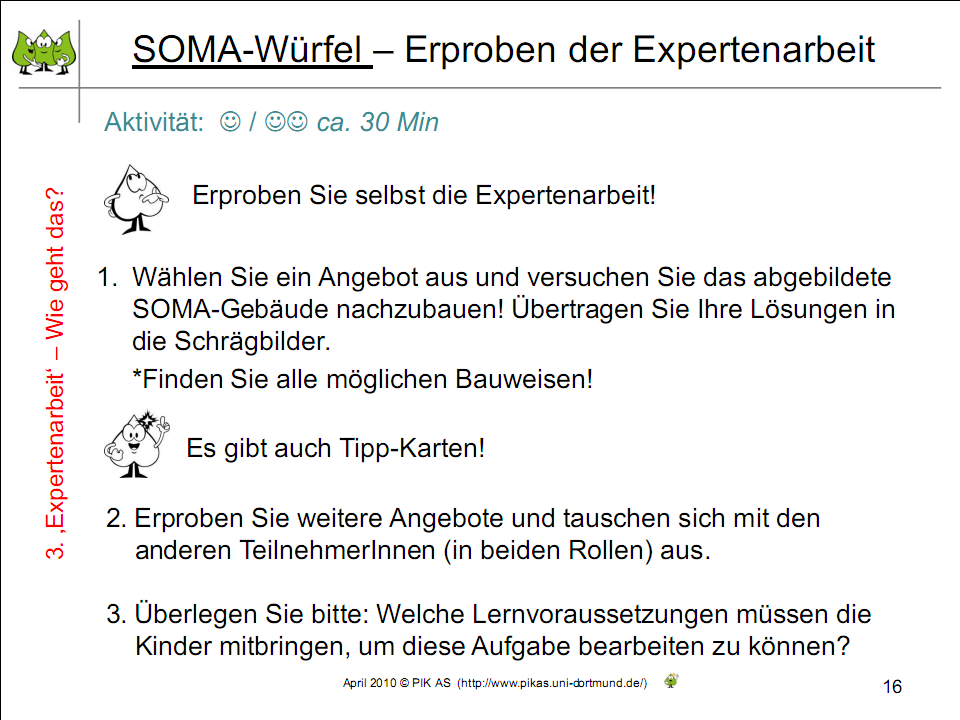 SOMA-Würfel – Erproben der Expertenarbeit
Aktivität: ☺ / ☺☺ ca. 30 Min
3. ‚Expertenarbeit‘ – Wie geht das?
Erproben Sie selbst die Expertenarbeit!
1. Wählen Sie ein Angebot aus und versuchen Sie das abgebildete
SOMA-Gebäude nachzubauen! Übertragen Sie Ihre Lösungen in
die Schrägbilder.
*Finden Sie alle möglichen Bauweisen!
Es gibt auch Tipp-Karten!
2. Erproben Sie weitere Angebote und tauschen sich mit den
anderen TeilnehmerInnen (in beiden Rollen) aus.
3. Überlegen Sie bitte: Welche Lernvoraussetzungen müssen die
Kinder mitbringen, um diese Aufgabe bearbeiten zu können?
April 2010 © PIK AS (http://www.pikas.uni-dortmund.de/)
16